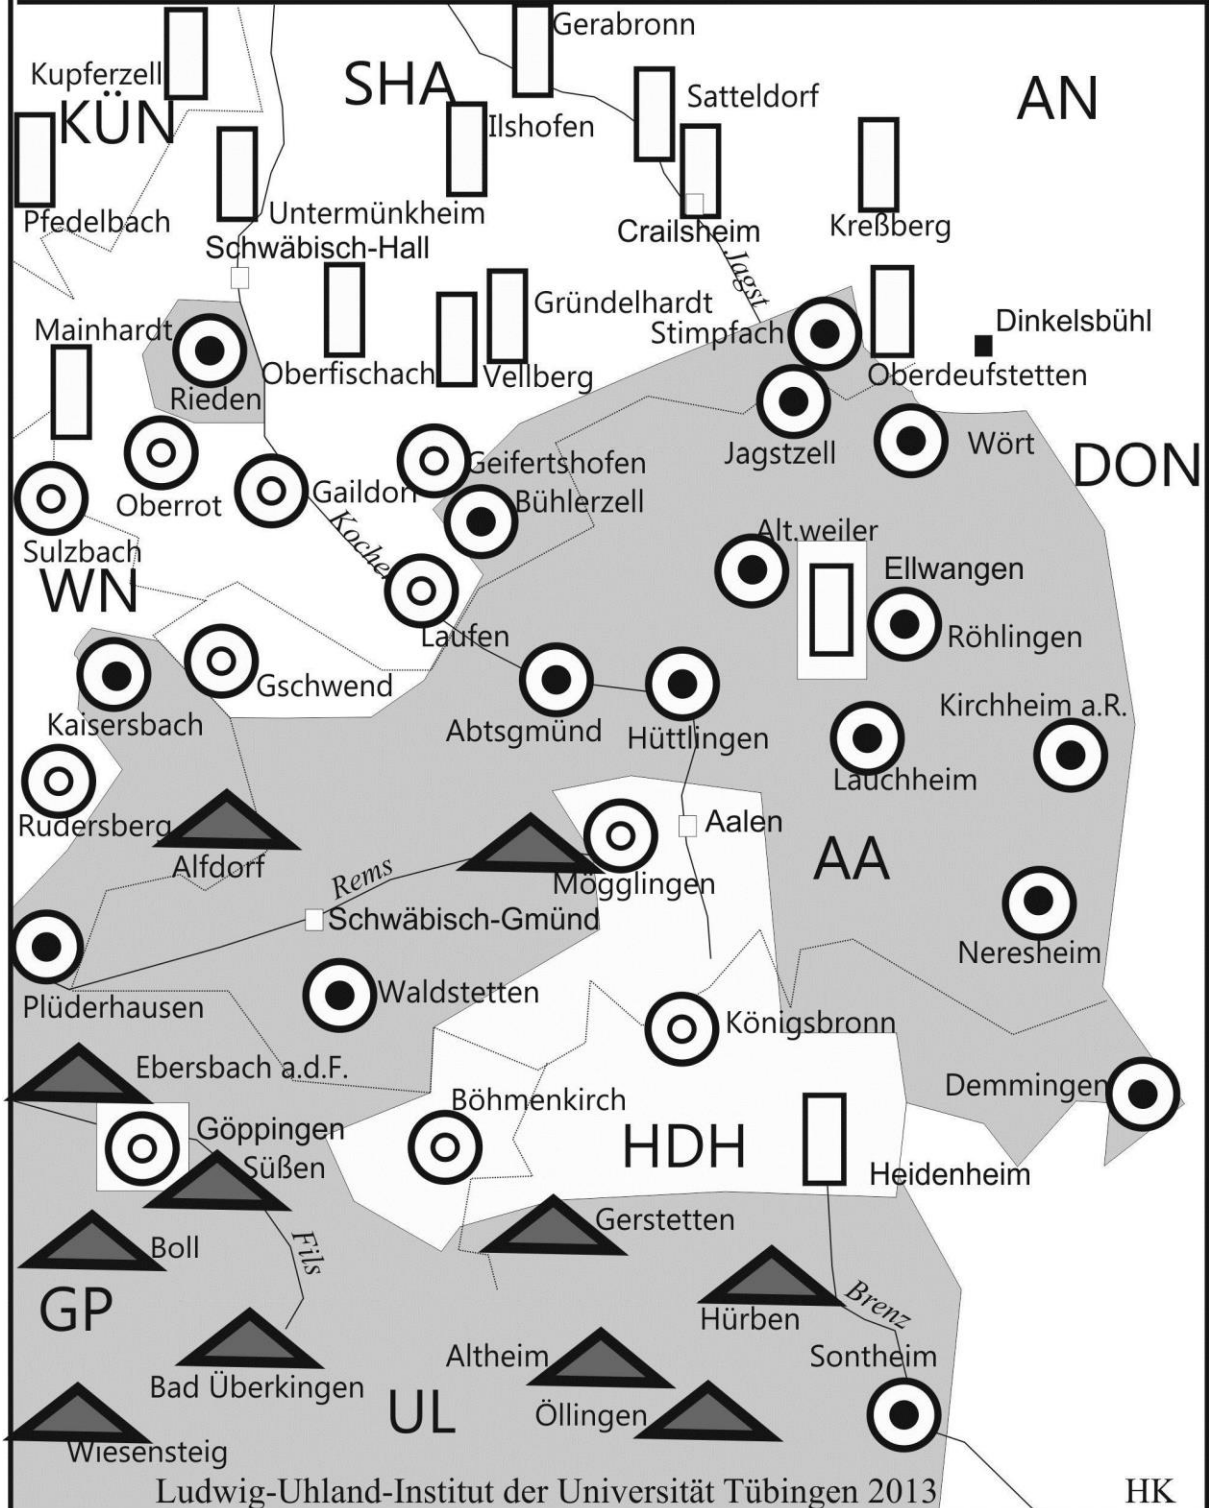 Gerabronn
Kupferzell
SHA
Satteldorf
AN
KÜN
Ilshofen
Pfedelbach
Untermünkheim
Crailsheim
Kreßberg
Schwäbisch-Hall
Jagst
Gründelhardt
Dinkelsbühl
Mainhardt
Stimpfach
Oberfischach
Vellberg
Oberdeufstetten
Rieden
Jagstzell
Wört
DON
Geifertshofen
Oberrot
Gaildorf
Bühlerzell
Kocher
Alt.weiler
Sulzbach
WN
Ellwangen
Laufen
Röhlingen
Gschwend
Kaisersbach
Abtsgmünd
Hüttlingen
Kirchheim a.R.
Lauchheim
Rudersberg
Aalen
Alfdorf
AA
Rems
Mögglingen
Schwäbisch-Gmünd
Neresheim
Plüderhausen
Waldstetten
Königsbronn
Ebersbach a.d.F.
Demmingen
Böhmenkirch
Göppingen
HDH
Süßen
Heidenheim
Gerstetten
Boll
Fils
GP
Hürben
Brenz
Altheim
Sontheim
Bad Überkingen
UL
Öllingen
Wiesensteig
Ludwig-Uhland-Institut der Universität Tübingen 2013
HK